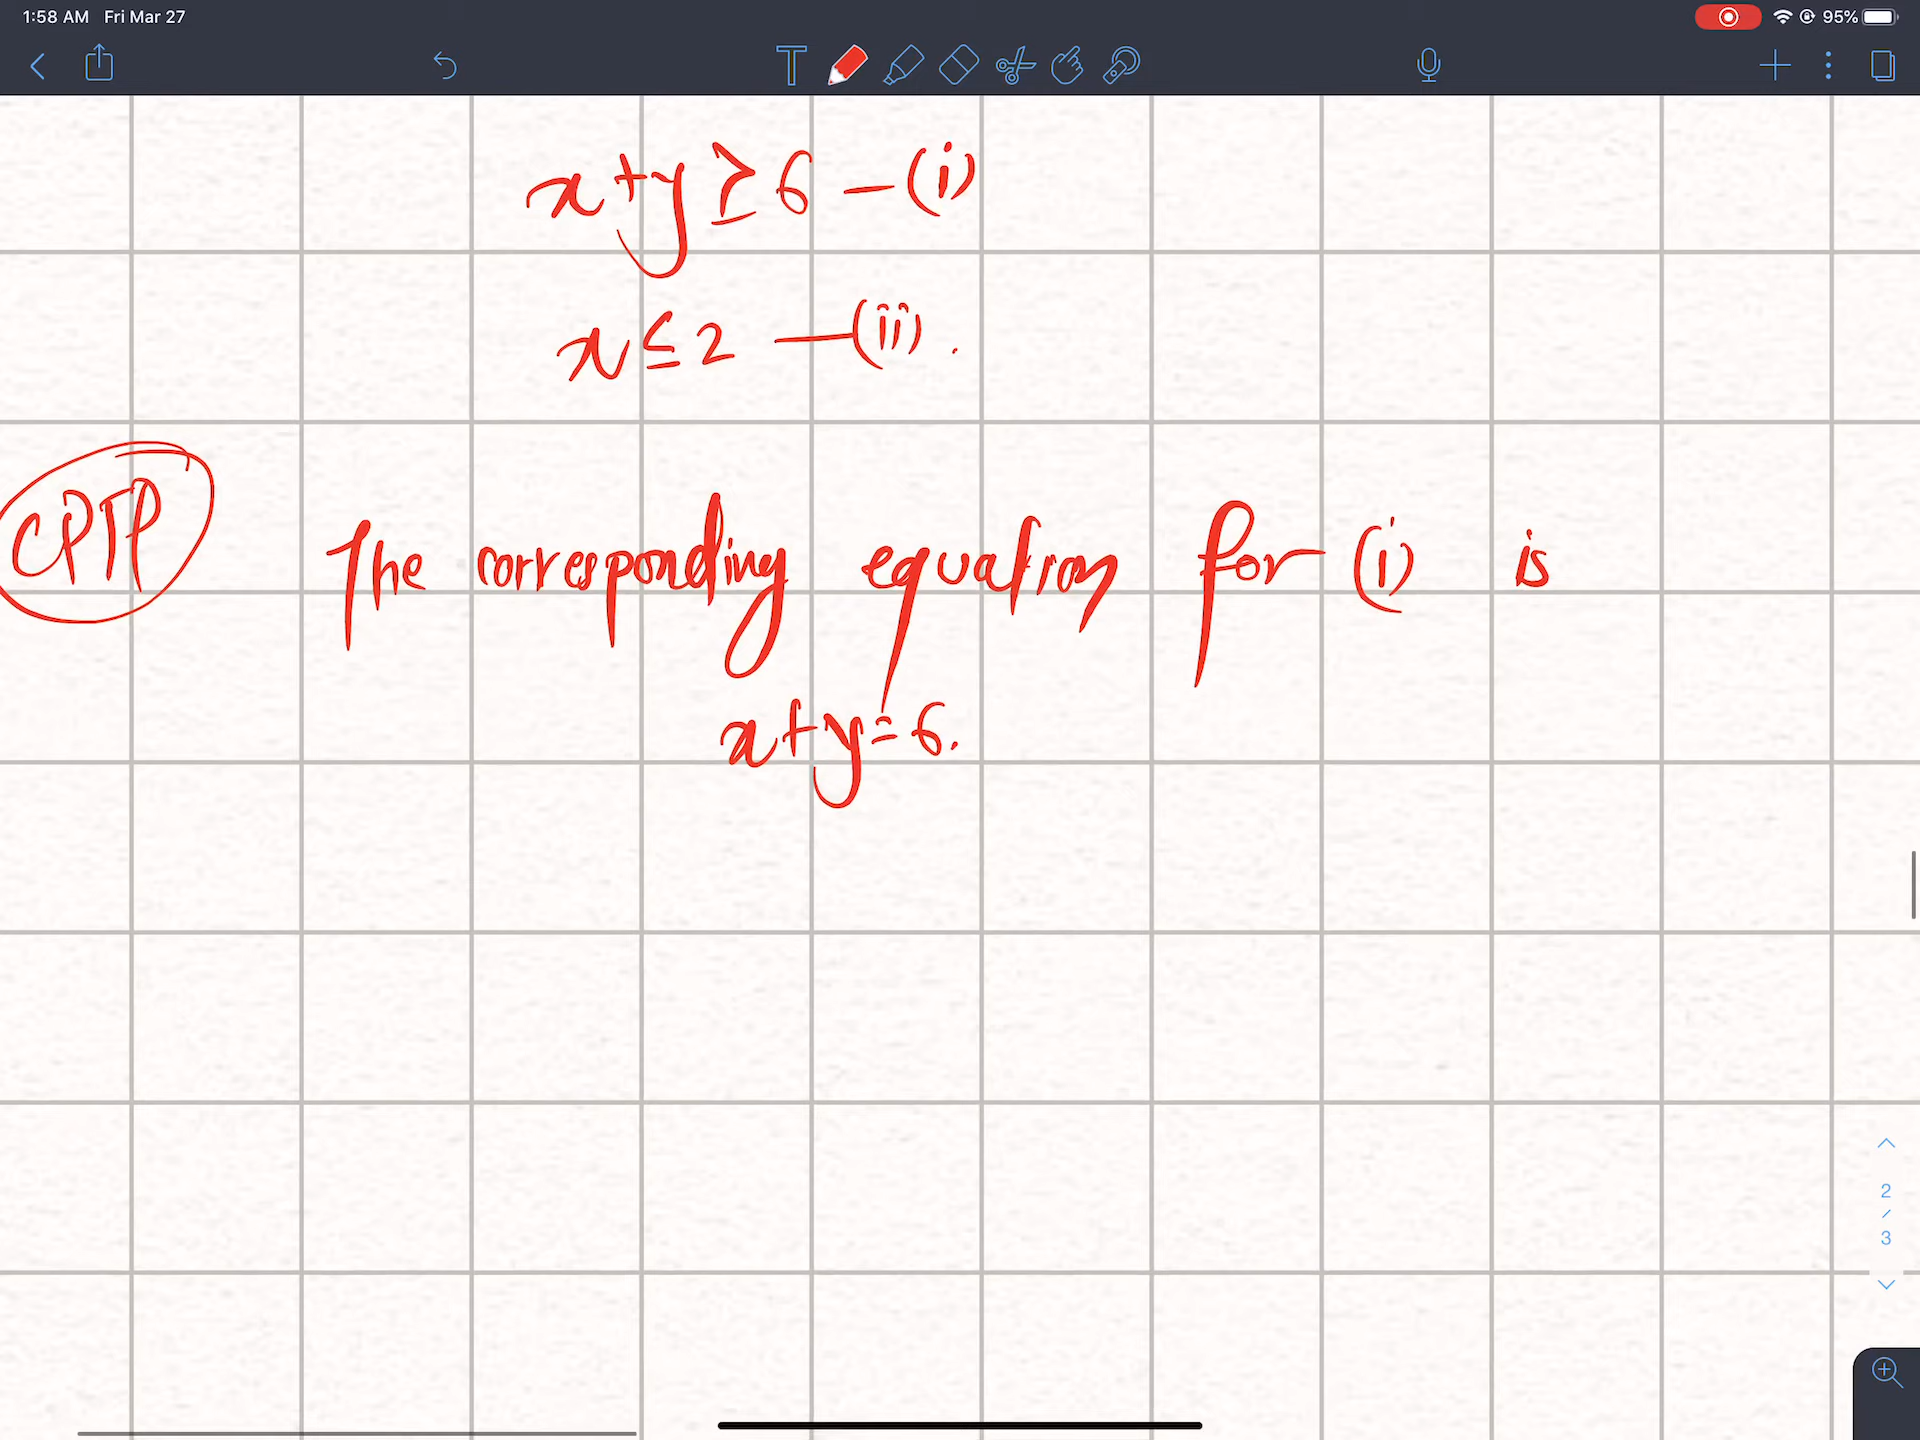 1:58 AM Fri Mar 27
95%
x+y ≥ 6 — (i)
x ≤ 2 — (ii).
CPTP
The corresponding equation for (i) is
x+y=6.
2
/
3